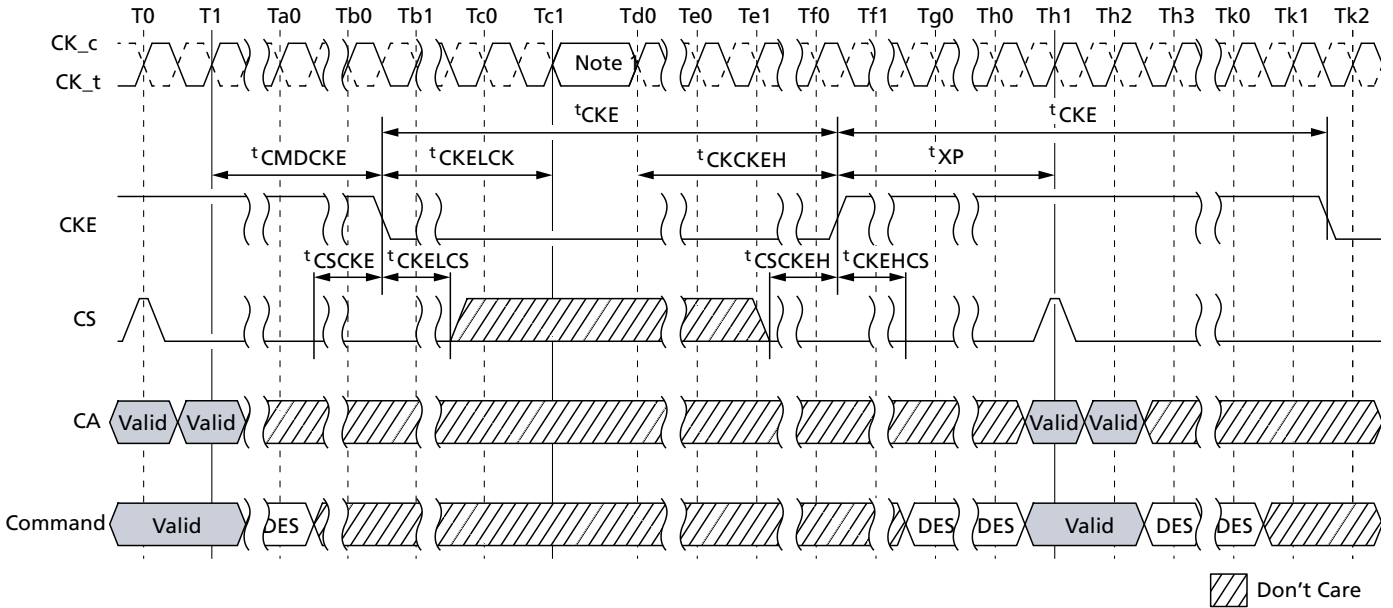 T0 T1 Ta0 Tb0 Tb1 Tc0 Tc1 Td0 Te0 Te1 Tf0 Tf1 Tg0 Th0 Th1 Th2 Th3 Tk0 Tk1 Tk2
CK_c
CK_t
Note 1
tCKE tCKE
tCMDCKE tCKELCK tCKCKEH tXP
CKE
tCSCKE tCKELCS tCSCKEH tCKEHCS
CS
CA Valid Valid Valid Valid
Command Valid DES DES DES Valid DES DES
Don't Care